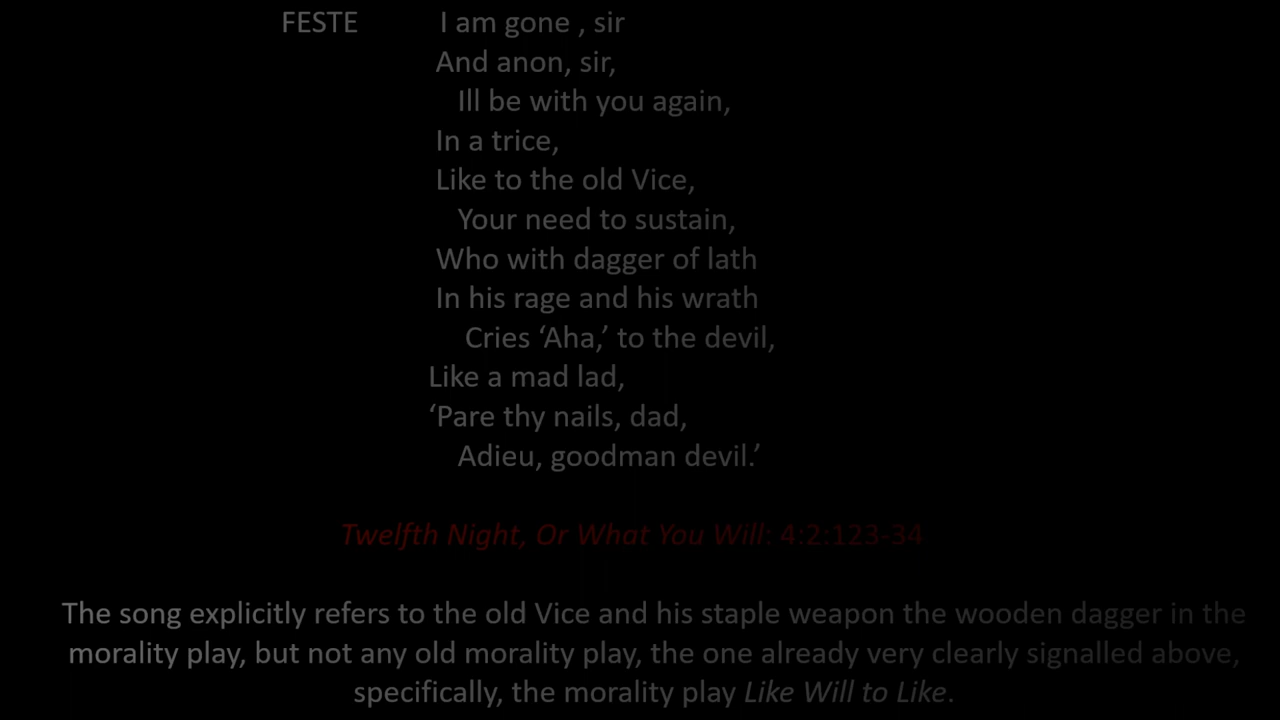 FESTE I am gone , sir
And anon, sir,
Ill be with you again,
In a trice,
Like to the old Vice,
Your need to sustain,
Who with dagger of lath
In his rage and his wrath
Cries ‘Aha,’ to the devil,
Like a mad lad,
‘Pare thy nails, dad,
Adieu, goodman devil.’
Twelfth Night, Or What You Will: 4:2:123-34
The song explicitly refers to the old Vice and his staple weapon the wooden dagger in the
morality play, but not any old morality play, the one already very clearly signalled above,
specifically, the morality play Like Will to Like.